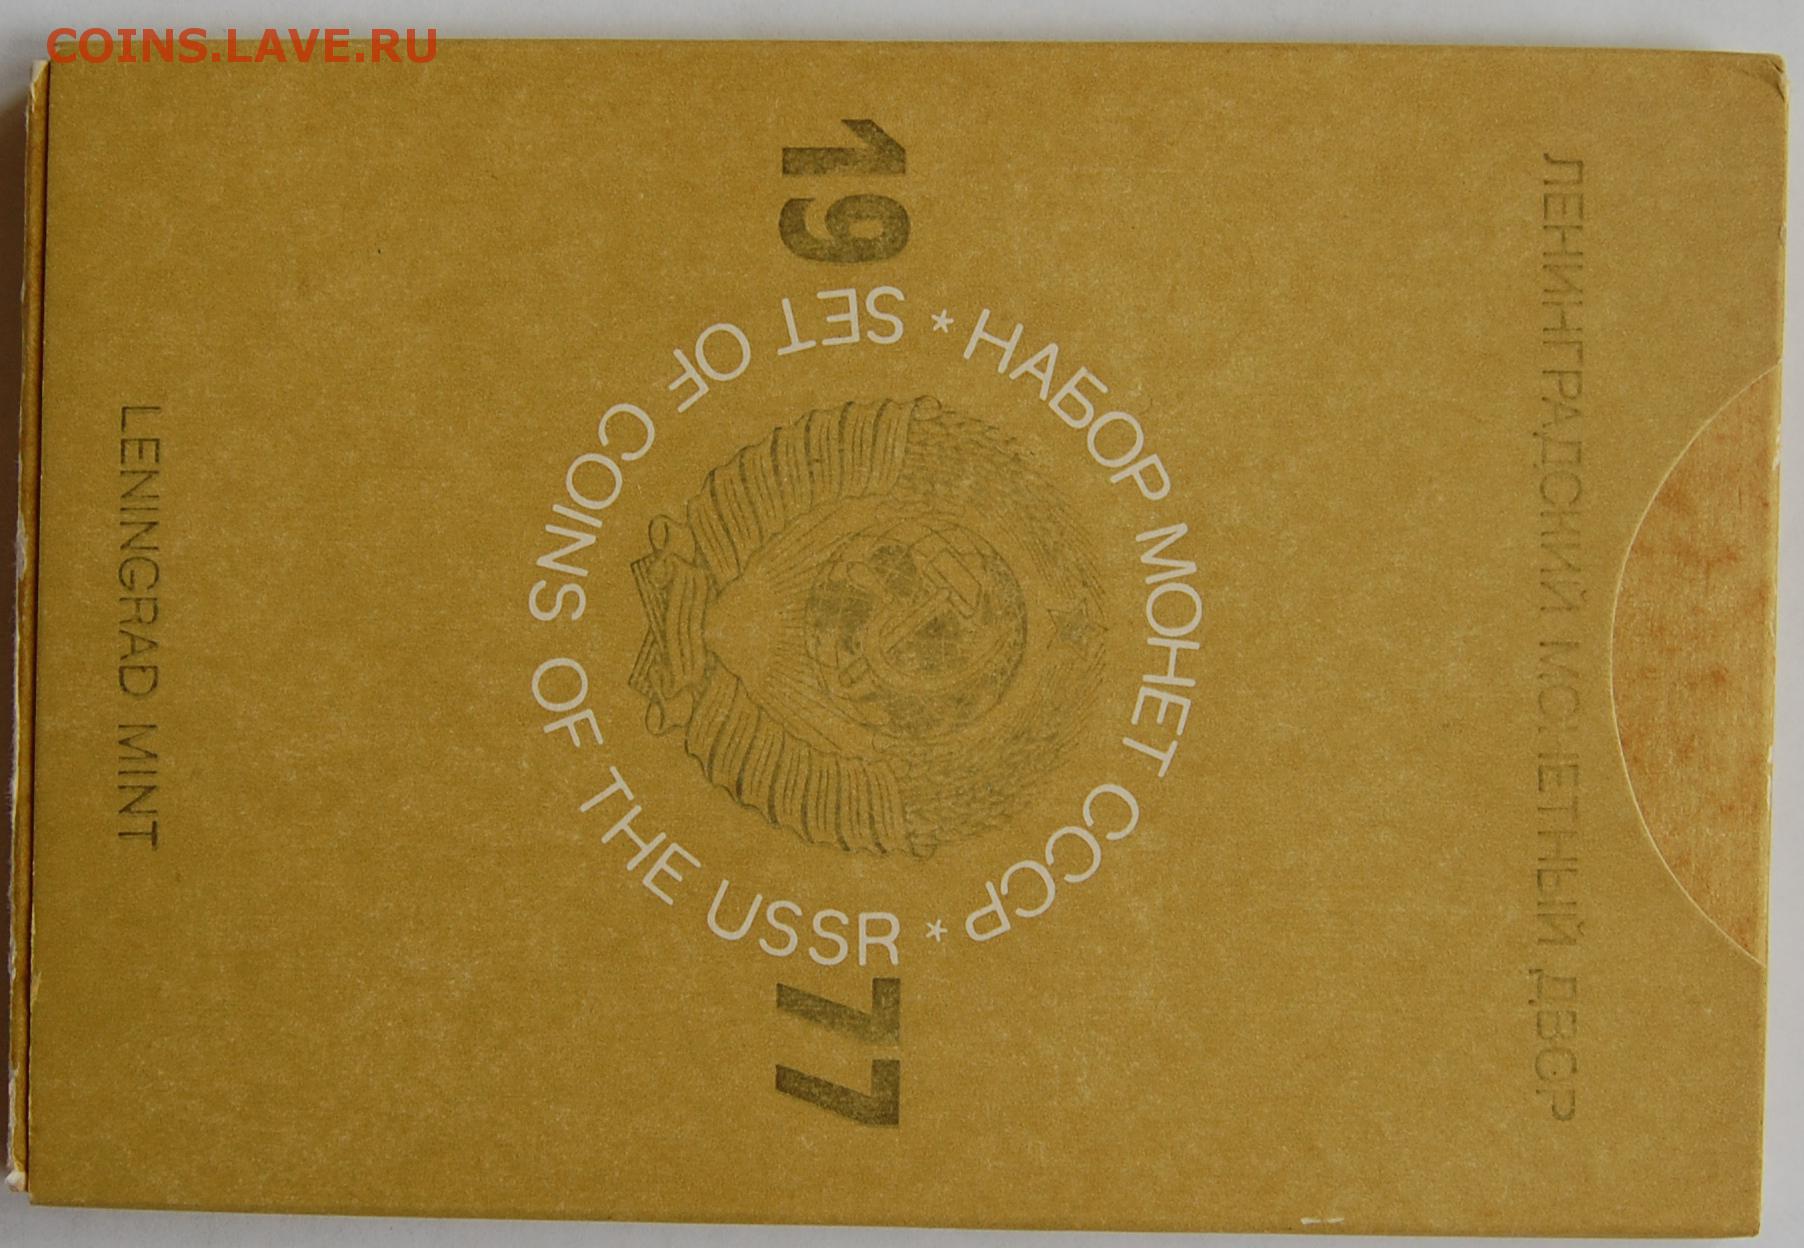 COINS.LAVE.RU
ЛЕНИНГРАДСКИЙ МОНЕТНЫЙ ДВОР
НАБОР МОНЕТ СССР
19 77
* SET OF COINS OF THE USSR *
LENINGRAD MINT